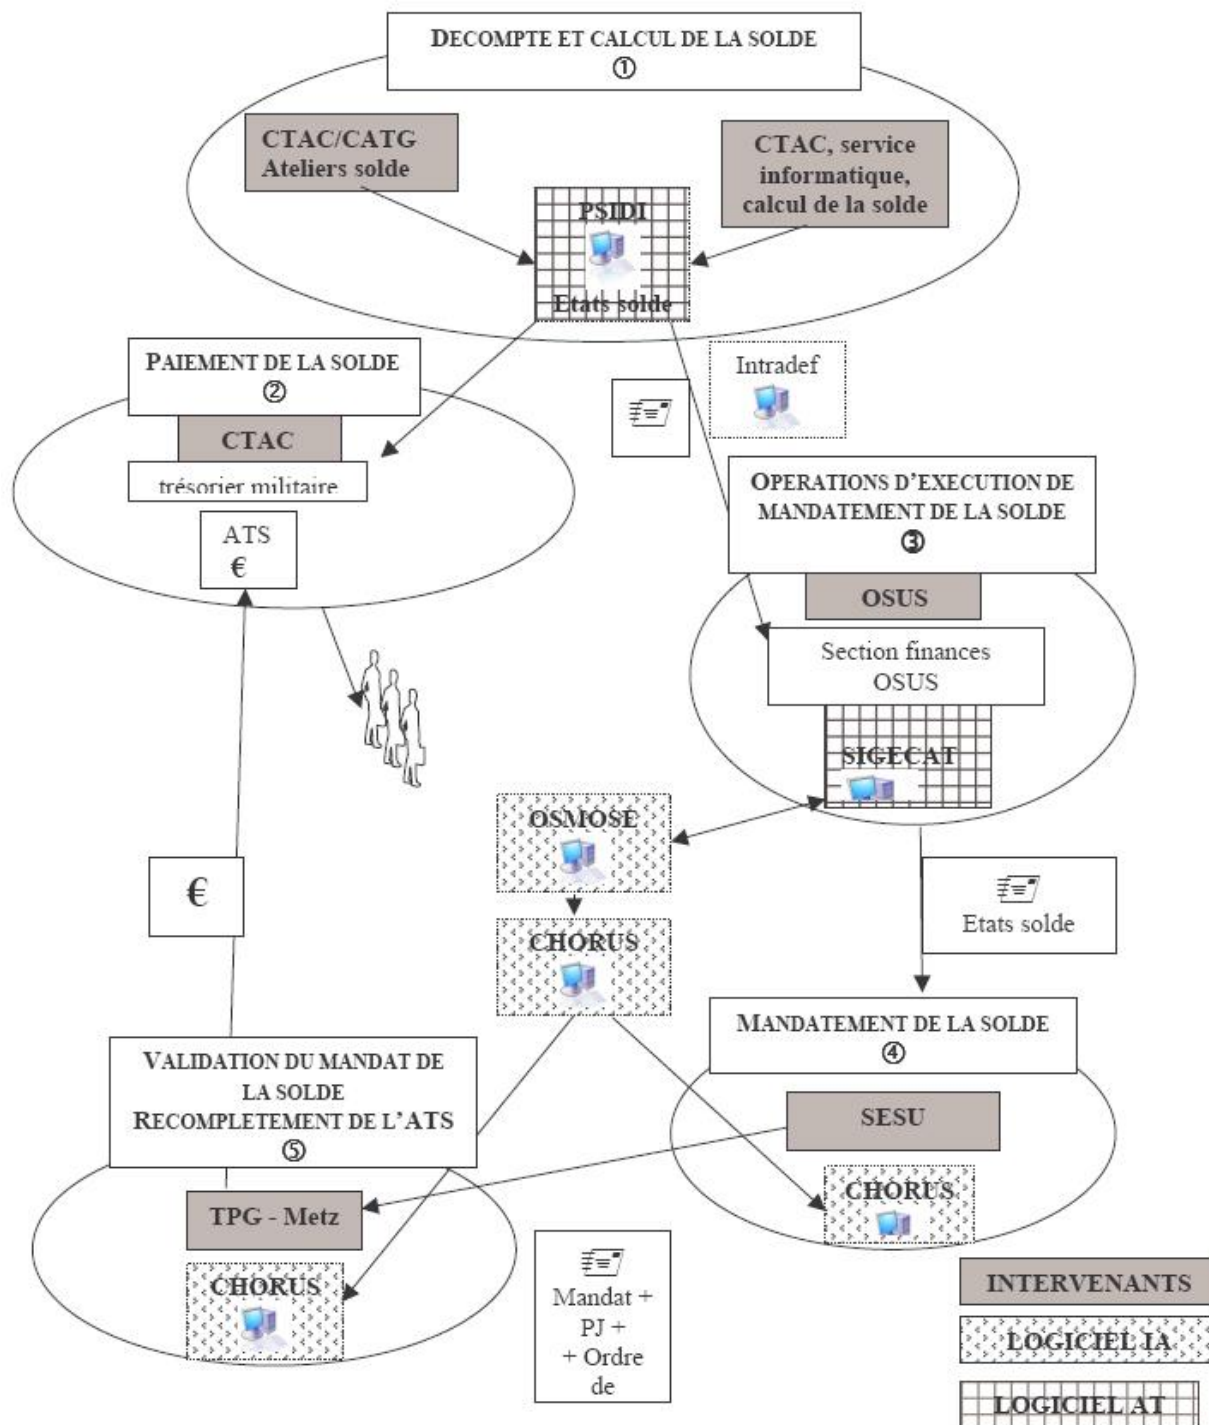 DECOMPTE ET CALCUL DE LA SOLDE
①
CTAC/CATG
Ateliers solde
CTAC, service
informatique,
calcul de la solde
PSIDI
Etats solde
PAIEMENT DE LA SOLDE
②
CTAC
trésorier militaire
ATS
€
Intradef
OPERATIONS D’EXECUTION DE
MANDATEMENT DE LA SOLDE
③
OSUS
Section finances
OSUS
SIGECAT
OSMOSE
CHORUS
€
Etats solde
MANDATEMENT DE LA SOLDE
④
SESU
CHORUS
VALIDATION DU MANDAT DE
LA SOLDE
RECOMPLETEMENT DE L’ATS
⑤
TPG - Metz
CHORUS
Mandat +
PJ +
+ Ordre
de
INTERVENANTS
LOGICIEL IA
LOGICIEL AT